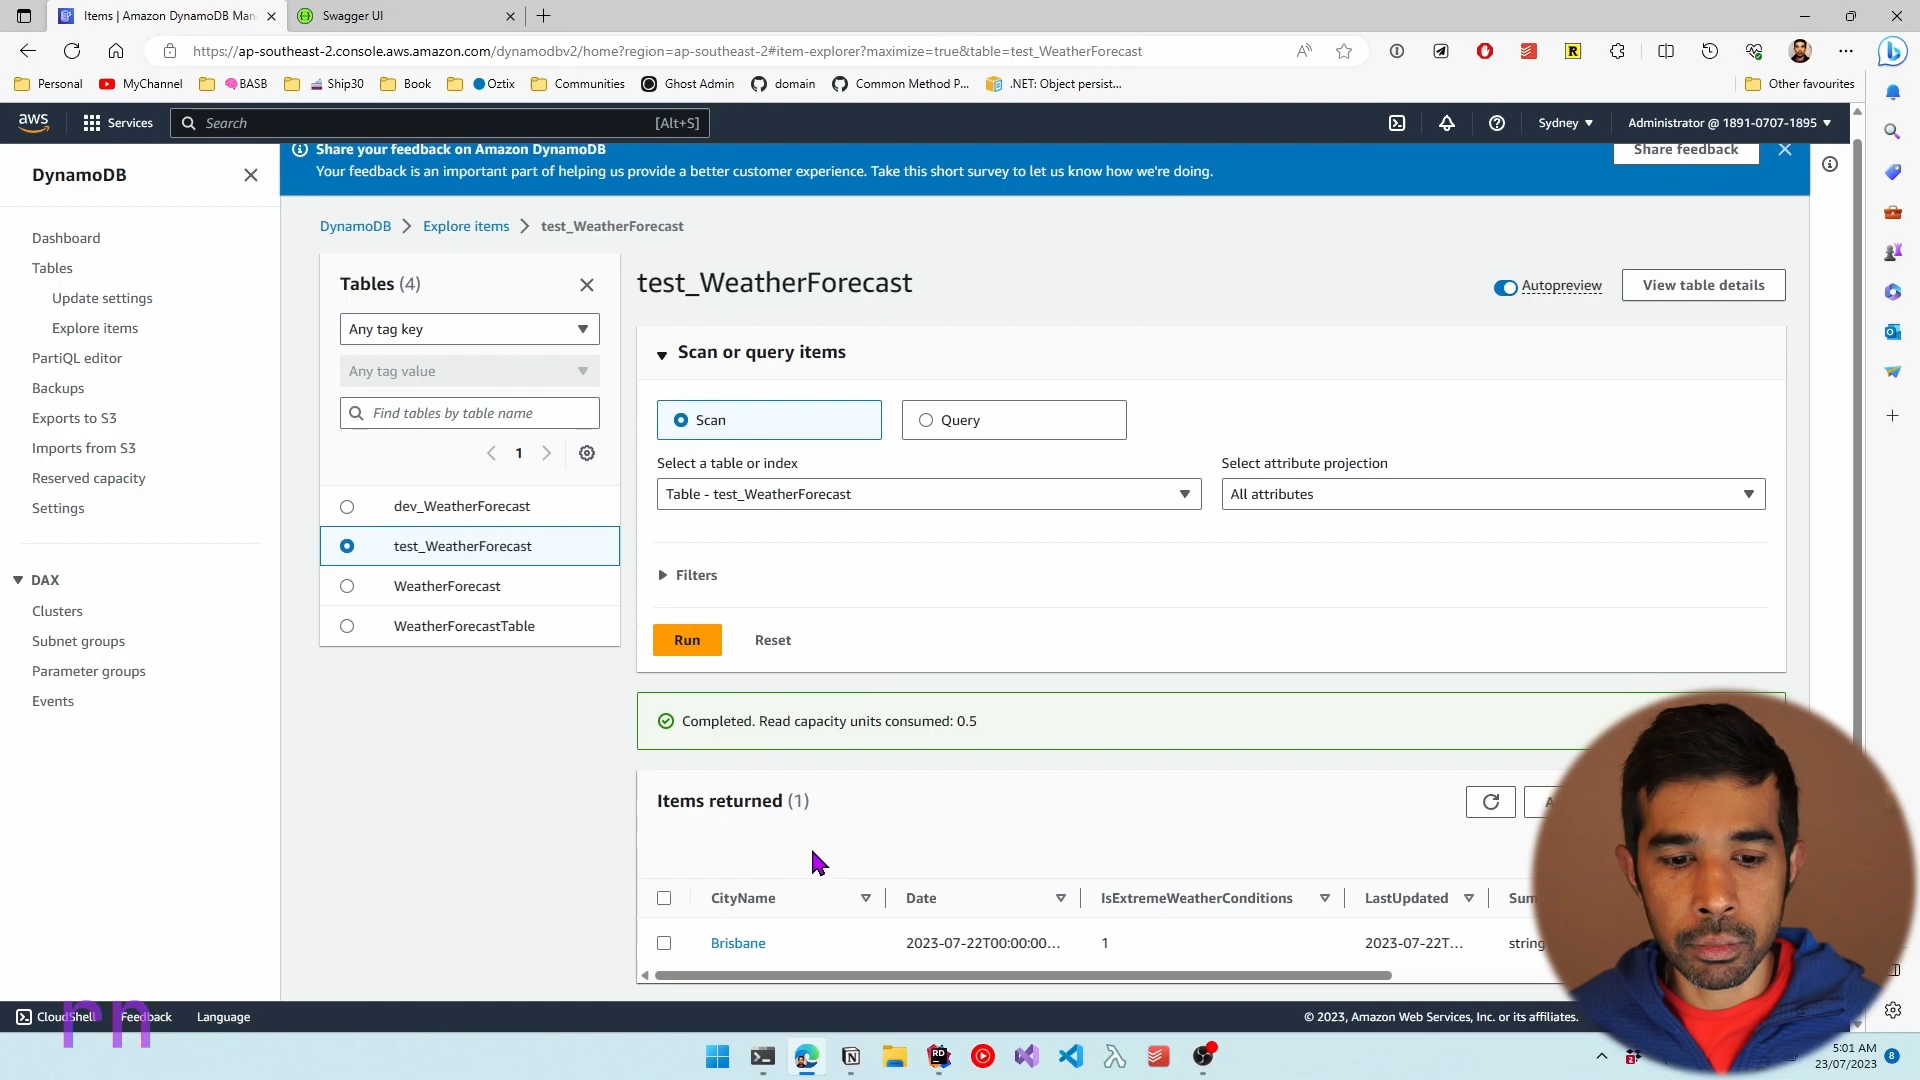 Items | Amazon DynamoDB Man
Swagger UI
https://ap-southeast-2.console.aws.amazon.com/dynamodbv2/home?region=ap-southeast-2#item-explorer?maximize=true&table=test_WeatherForecast
Personal
MyChannel
BASB
Ship30
Book
Oztix
Communities
Ghost Admin
domain
Common Method P...
.NET: Object persist...
Other favourites
aws
Services
Search
[Alt+S]
Sydney
Administrator @ 1891-0707-1895
DynamoDB
Dashboard
Tables
Update settings
Explore items
PartiQL editor
Backups
Exports to S3
Imports from S3
Reserved capacity
Settings
DAX
Clusters
Subnet groups
Parameter groups
Events
Share your feedback on Amazon DynamoDB
Your feedback is an important part of helping us provide a better customer experience. Take this short survey to let us know how we're doing.
Share feedback
DynamoDB
Explore items
test_WeatherForecast
Tables (4)
Any tag key
Any tag value
Find tables by table name
1
dev_WeatherForecast
test_WeatherForecast
WeatherForecast
WeatherForecastTable
test_WeatherForecast
Autopreview
View table details
Scan or query items
Scan
Query
Select a table or index
Table - test_WeatherForecast
Select attribute projection
All attributes
Filters
Run
Reset
Completed. Read capacity units consumed: 0.5
Items returned (1)
CityName
Date
IsExtremeWeatherConditions
LastUpdated
Brisbane
2023-07-22T00:00:00...
1
2023-07-22T...
string
CloudShell
Feedback
Language
© 2023, Amazon Web Services, Inc. or its affiliates.
rn
5:01 AM
23/07/2023
8